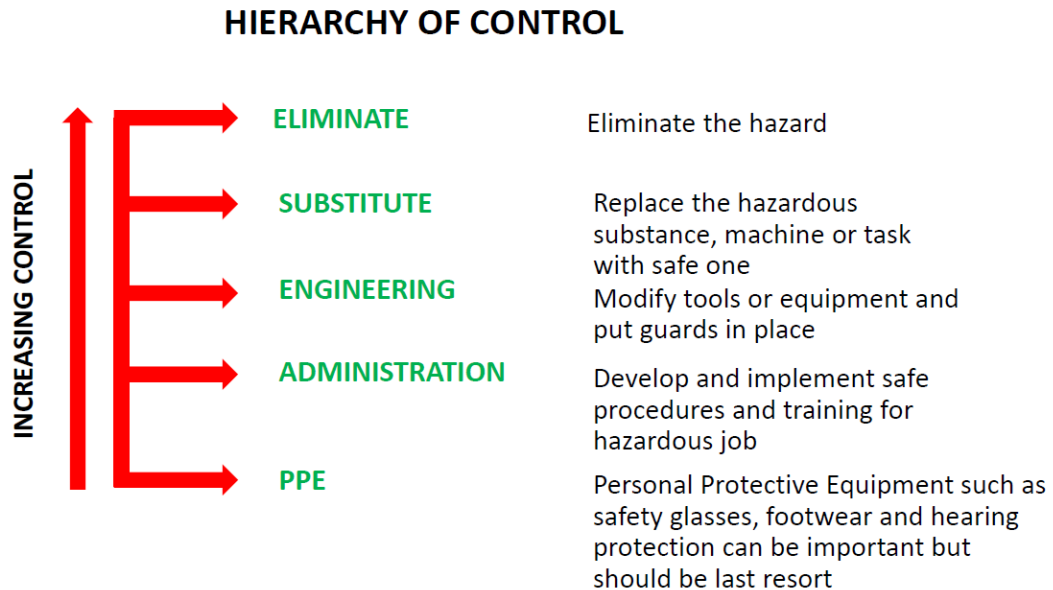 HIERARCHY OF CONTROL
INCREASING CONTROL
ELIMINATE
Eliminate the hazard
SUBSTITUTE
Replace the hazardous
substance, machine or task
with safe one
ENGINEERING
Modify tools or equipment and
put guards in place
ADMINISTRATION
Develop and implement safe
procedures and training for
hazardous job
PPE
Personal Protective Equipment such as
safety glasses, footwear and hearing
protection can be important but
should be last resort